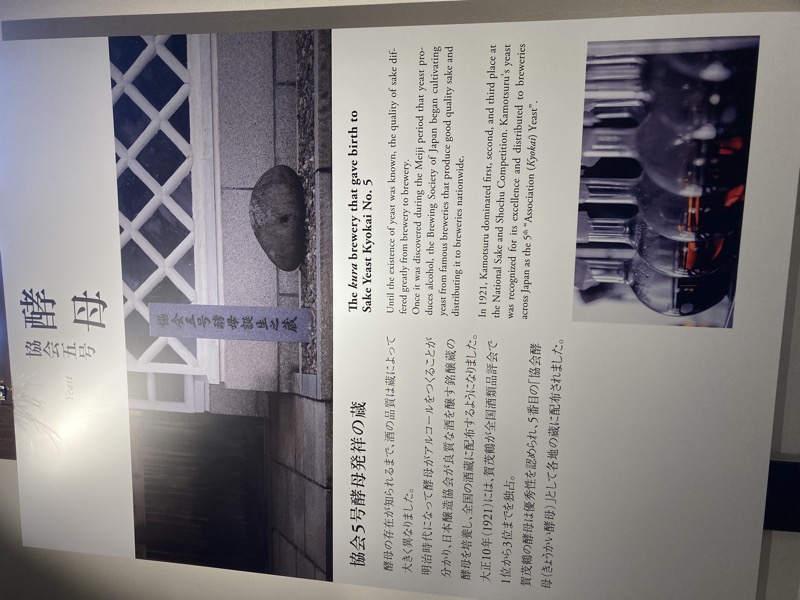 酵母
協会五号
Yeast
協会五号酵母誕生之蔵
協会5号酵母発祥の蔵
酵母の存在が知られるまで、酒の品質は蔵によって
大きく異なりました。
明治時代になって酵母がアルコールをつくることが
分かり、日本醸造協会が良質な酒を醸す銘醸蔵の
酵母を培養し、全国の酒蔵に配布するようになりました。
大正10年(1921)には、賀茂鶴が全国酒類品評会で
1位から3位までを独占。
賀茂鶴の酵母は優秀性を認められ、5番目の「協会酵
母(きょうかい酵母)」として各地の蔵に配布されました。
The kura brewery that gave birth to
Sake Yeast Kyokai No. 5
Until the existence of yeast was known, the quality of sake dif-
fered greatly from brewery to brewery.
Once it was discovered during the Meiji period that yeast pro-
duces alcohol, the Brewing Society of Japan began cultivating
yeast from famous breweries that produce good quality sake and
distributing it to breweries nationwide.
In 1921, Kamotsuru dominated first, second, and third place at
the National Sake and Shochu Competition. Kamotsuru's yeast
was recognized for its excellence and distributed to breweries
across Japan as the 5th "Association (Kyokai) Yeast".